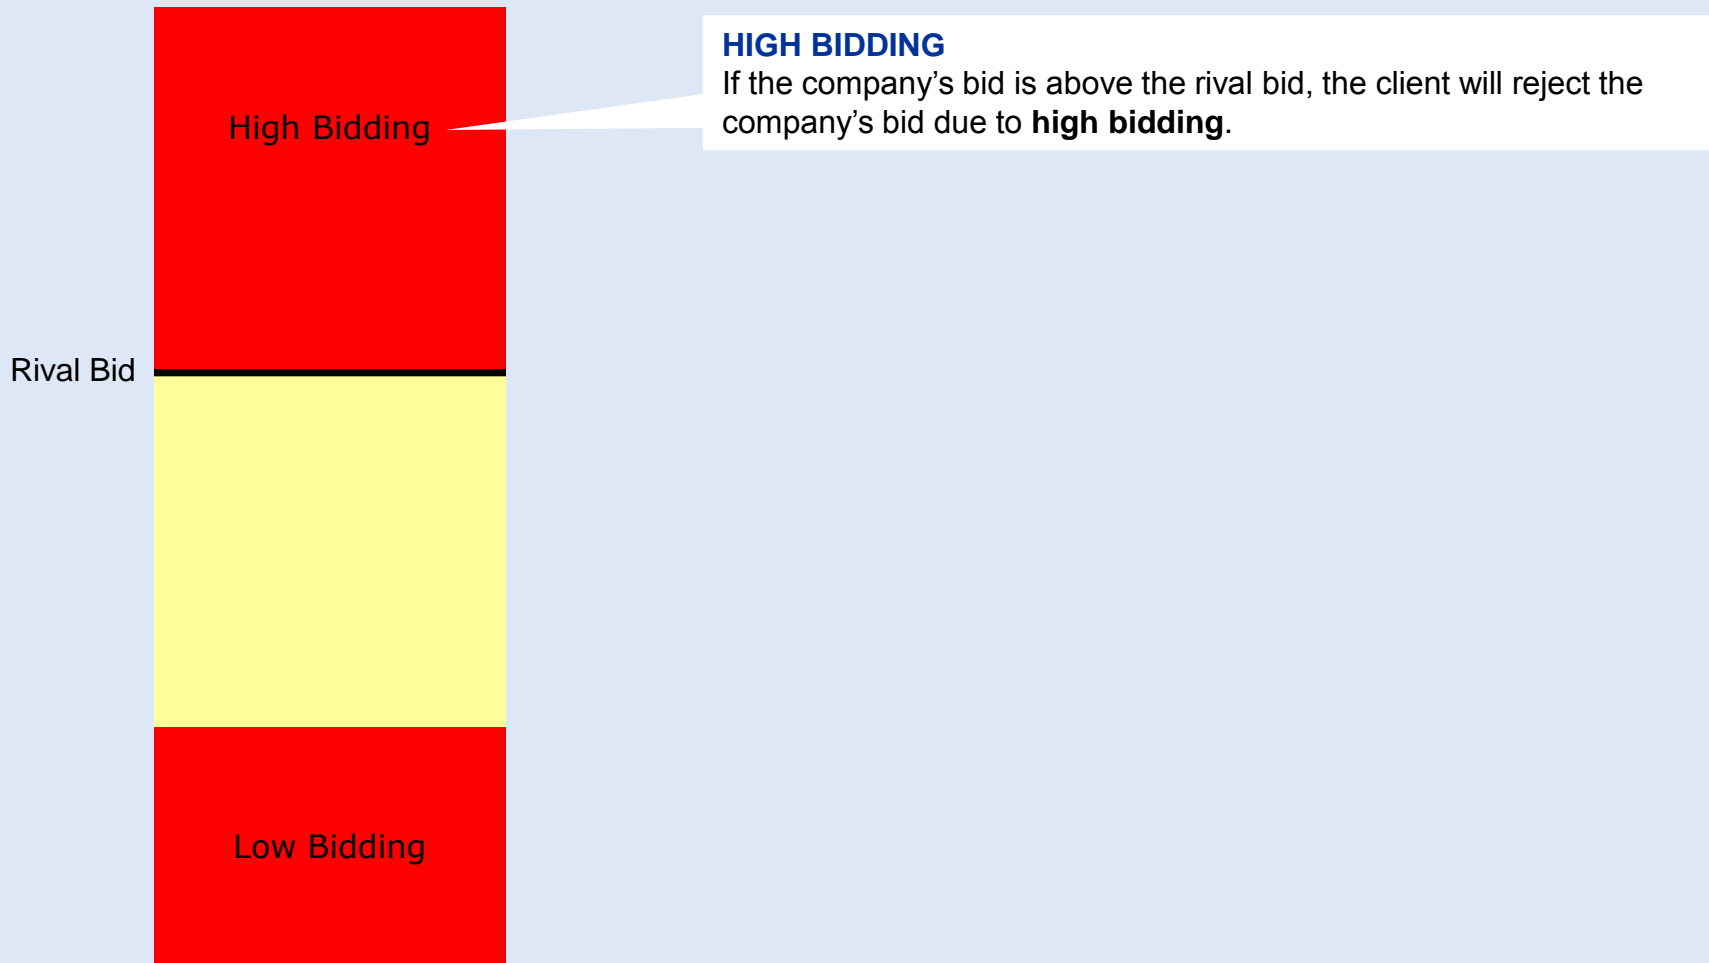 HIGH BIDDING
If the company’s bid is above the rival bid, the client will reject the
company’s bid due to high bidding.
High Bidding
Rival Bid
Low Bidding